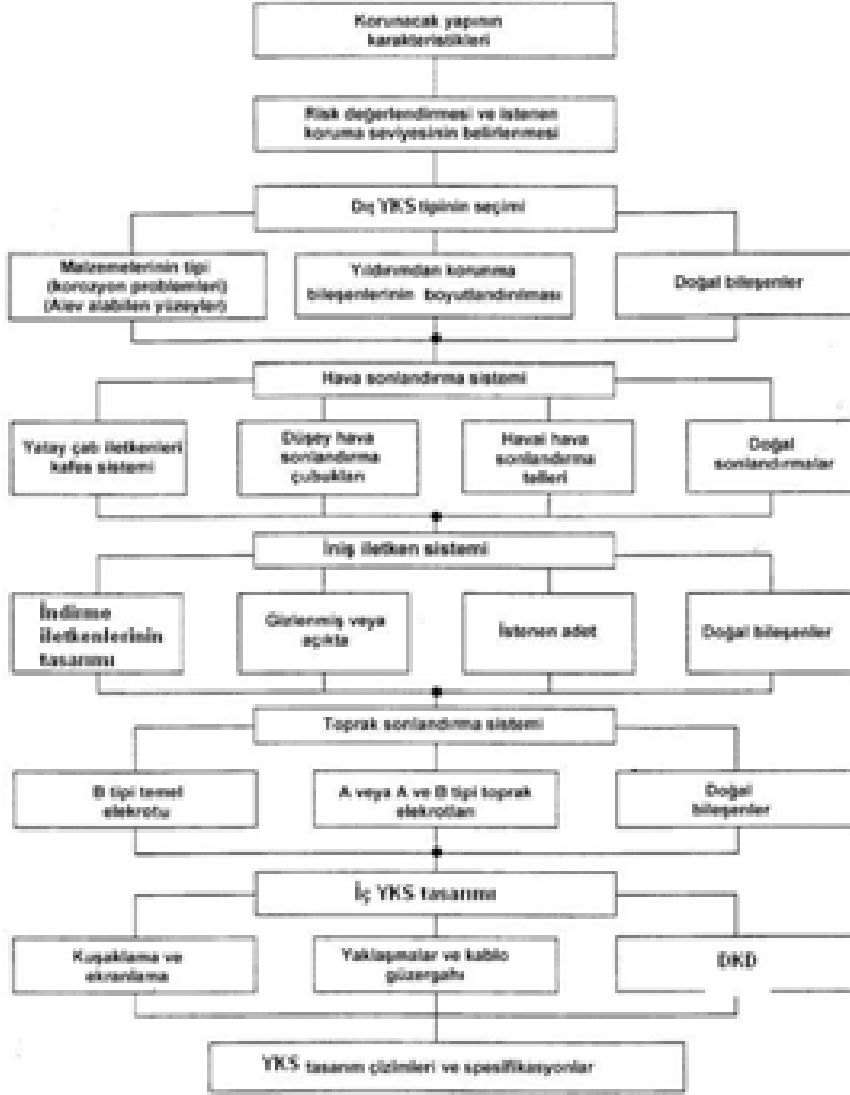 Korunacak yapının
karakteristikleri
Risk değerlendirmesi ve istenen
koruma seviyesinin belirlenmesi
Dış YKS tipinin seçimi
Malzemelerinin tipi
(korozyon problemleri)
(Alev alabilen yüzeyler)
Yıldırımdan korunma
bileşenlerinin boyutlandırılması
Doğal bileşenler
Hava sonlandırma sistemi
Yatay çatı iletkenleri
kafes sistemi
Düşey hava
sonlandırma
çubukları
Havai hava
sonlandırma
telleri
Doğal
sonlandırmalar
İniş iletken sistemi
İndirme
iletkenlerinin
tasarımı
Gizlenmiş veya
açıkta
İstenen adet
Doğal bileşenler
Toprak sonlandırma sistemi
B tipi temel
elekrotu
A veya A ve B tipi toprak
elekrotları
Doğal
bileşenler
İç YKS tasarımı
Kuşaklama ve
ekranlama
Yaklaşmalar ve kablo
güzergahı
DKD
YKS tasarım çizimleri ve spesifikasyonlar